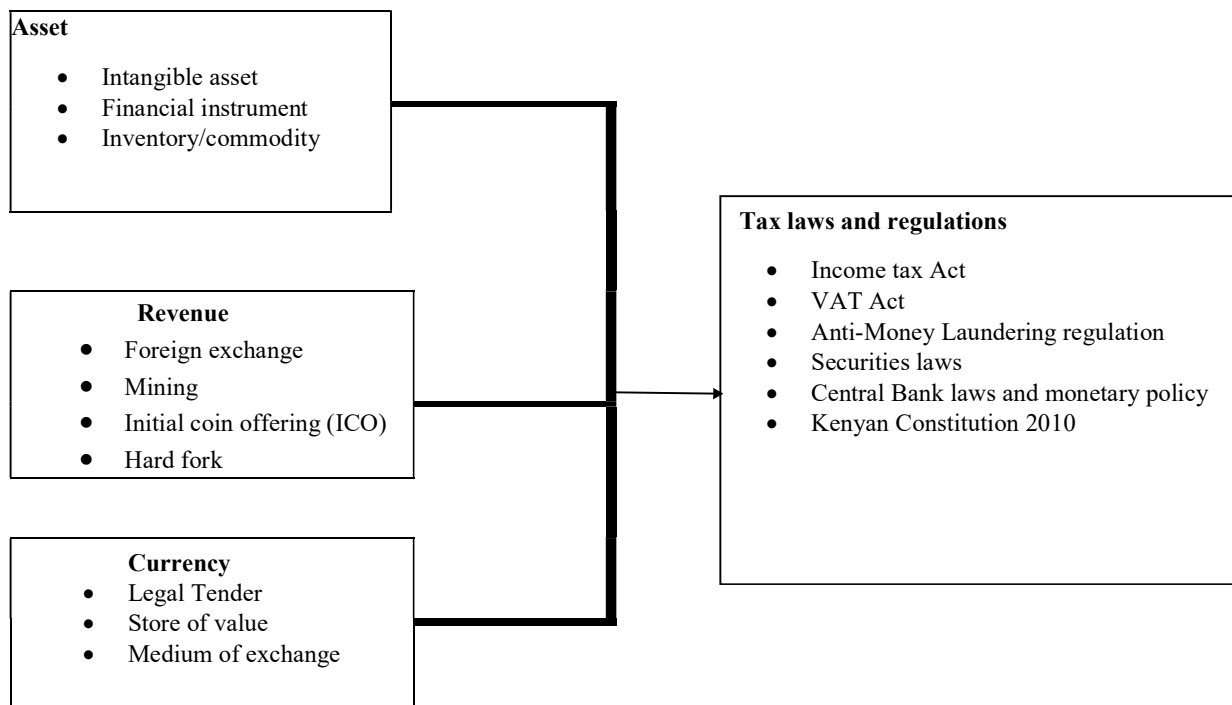 Asset
• Intangible asset
• Financial instrument
• Inventory/commodity
Revenue
• Foreign exchange
• Mining
• Initial coin offering (ICO)
• Hard fork
Currency
• Legal Tender
• Store of value
• Medium of exchange
Tax laws and regulations
• Income tax Act
• VAT Act
• Anti-Money Laundering regulation
• Securities laws
• Central Bank laws and monetary policy
• Kenyan Constitution 2010